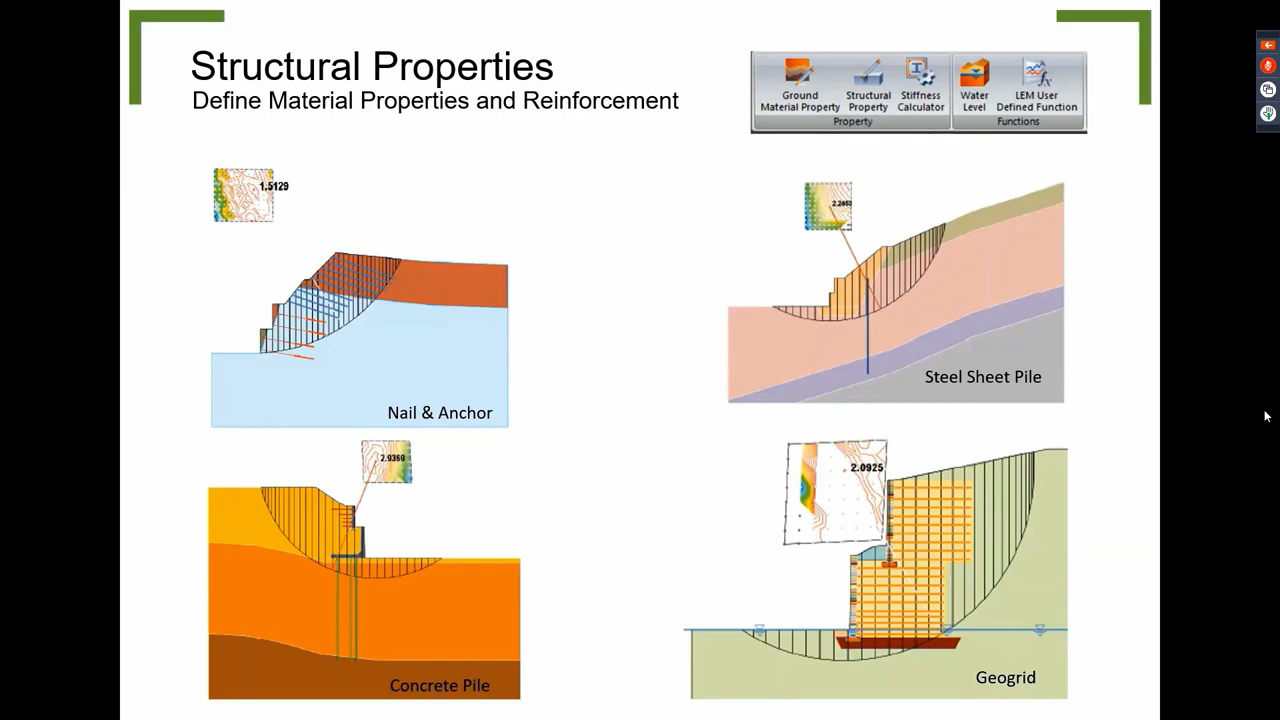 Structural Properties
Define Material Properties and Reinforcement
Ground
Material Property
Structural
Property
Stiffness
Calculator
Water
Level
LEM User
Defined Function
Property
Functions
1.5129
Nail & Anchor
Steel Sheet Pile
2.9369
Concrete Pile
2.0925
Geogrid